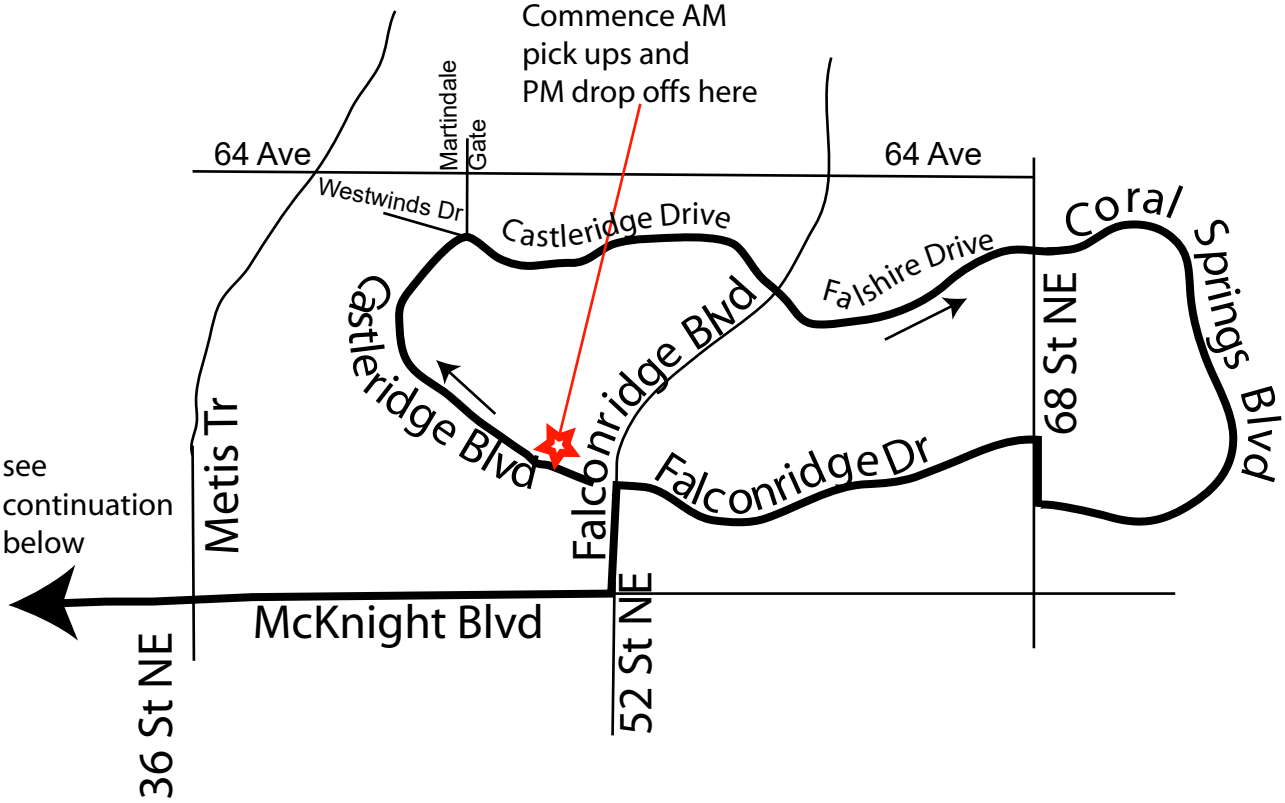 Commence AM
pick ups and
PM drop offs here
Martindale
Gate
64 Ave
64 Ave
Westwinds Dr
Castleridge Drive
Coral
Springs Blvd
Falshire Drive
Castleridge Blvd
Falconridge Blvd
68 St NE
Falconridge Dr
Metis Tr
see
continuation
below
McKnight Blvd
52 St NE
36 St NE